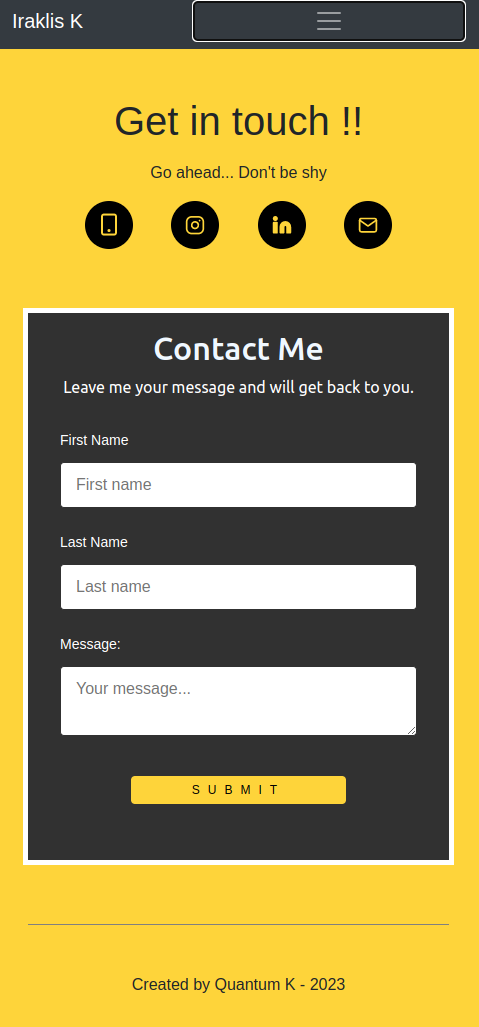 Iraklis K
Get in touch !!
Go ahead... Don't be shy
Contact Me
Leave me your message and will get back to you.
First Name
First name
Last Name
Last name
Message:
Your message...
SUBMIT
Created by Quantum K - 2023